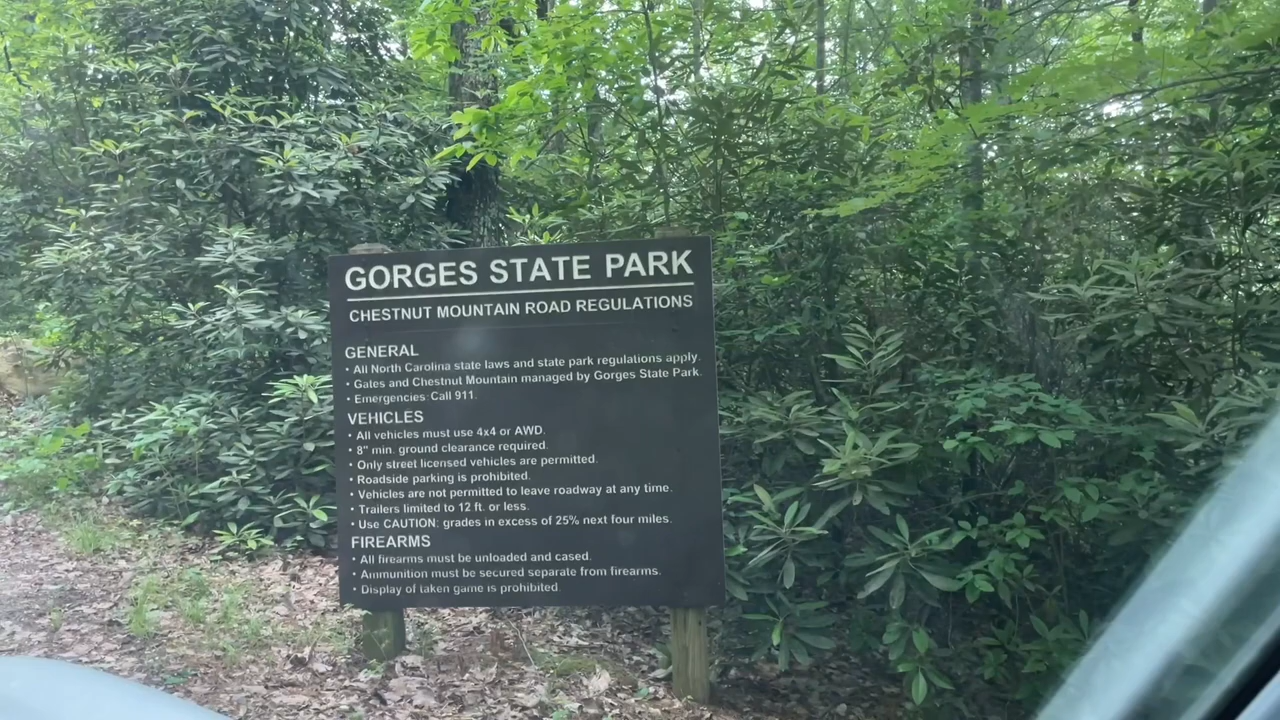 GORGES STATE PARK
CHESTNUT MOUNTAIN ROAD REGULATIONS
GENERAL
• All North Carolina state laws and state park regulations apply.
• Gates and Chestnut Mountain managed by Gorges State Park.
• Emergencies: Call 911.
VEHICLES
• All vehicles must use 4x4 or AWD.
• 8" min. ground clearance required.
• Only street licensed vehicles are permitted.
• Roadside parking is prohibited.
• Vehicles are not permitted to leave roadway at any time.
• Trailers limited to 12 ft. or less.
• Use CAUTION: grades in excess of 25% next four miles.
FIREARMS
• All firearms must be unloaded and cased.
• Ammunition must be secured separate from firearms.
• Display of taken game is prohibited.